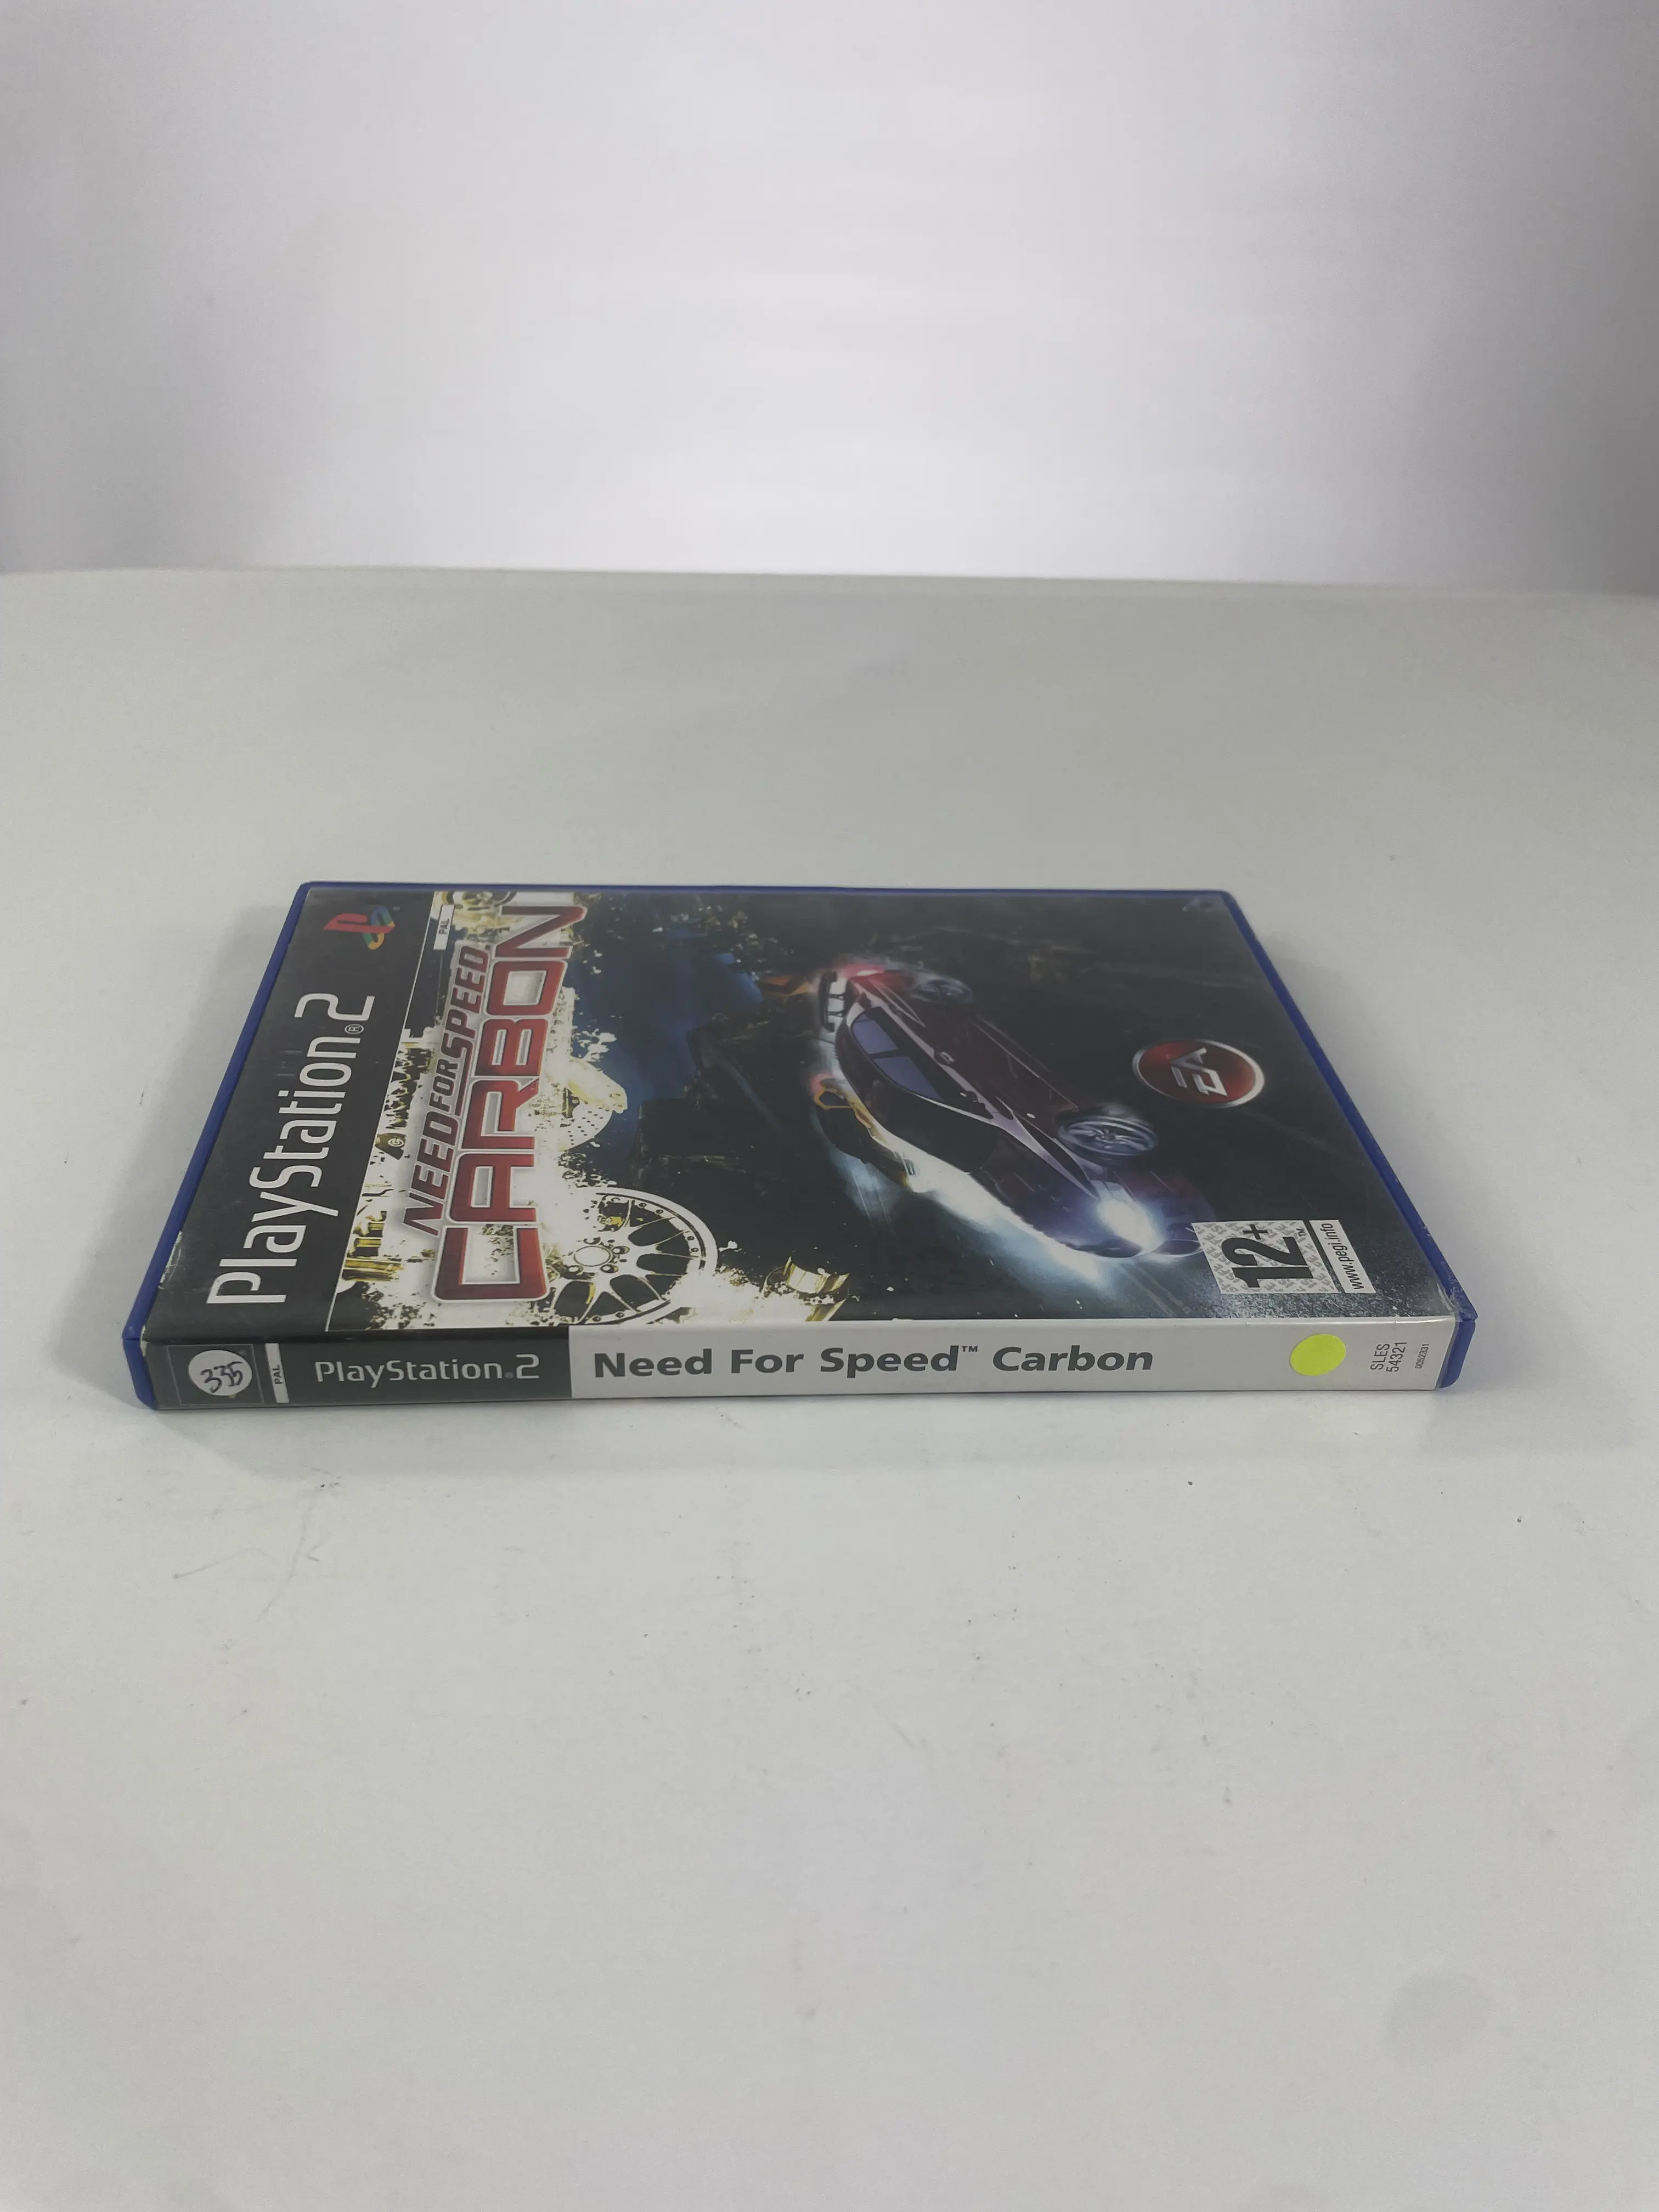 PlayStation®2
PAL
NEED FOR SPEED
CARBON
EA
12+
www.pegi.info
335
PAL
PlayStation®2
Need For Speed™ Carbon
SLES
54321
0052331